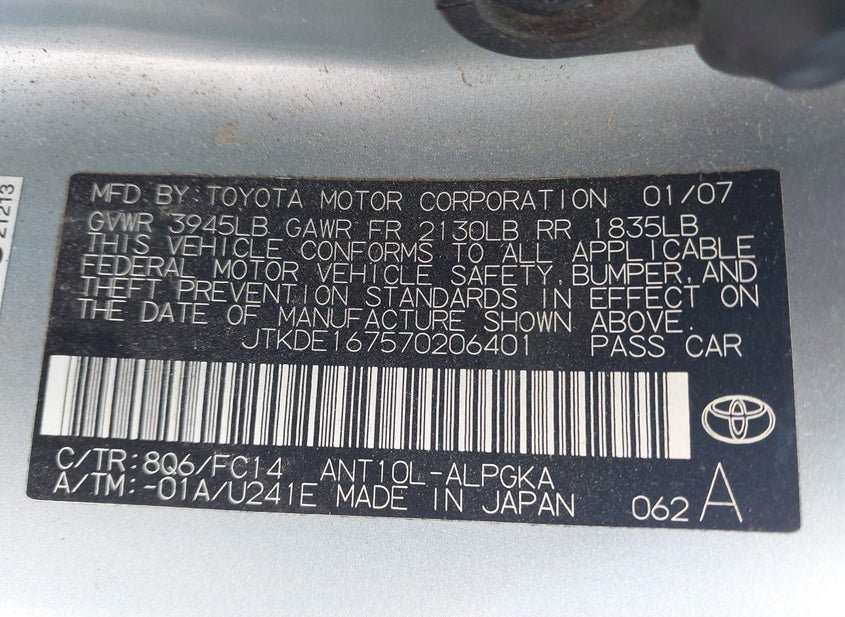 MFD BY TOYOTA MOTOR CORPORATION 01/07
GVWR 3945LB GAWR FR 2130LB RR 1835LB
THIS VEHICLE CONFORMS TO ALL APPLICABLE
FEDERAL MOTOR VEHICLE SAFETY, BUMPER, AND
THEFT PREVENTION STANDARDS IN EFFECT ON
THE DATE OF MANUFACTURE SHOWN ABOVE.
JTKDE167570206401 PASS CAR
C/TR:8Q6/FC14 ANT10L-ALPGKA
A/TM:-01A/U241E MADE IN JAPAN
062 A
21213